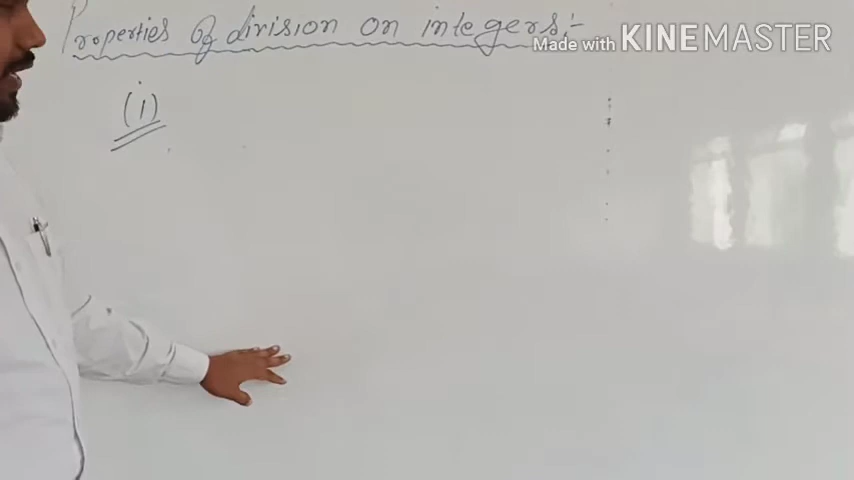 Properties of division on integers:-
Made with KINEMASTER
(i)